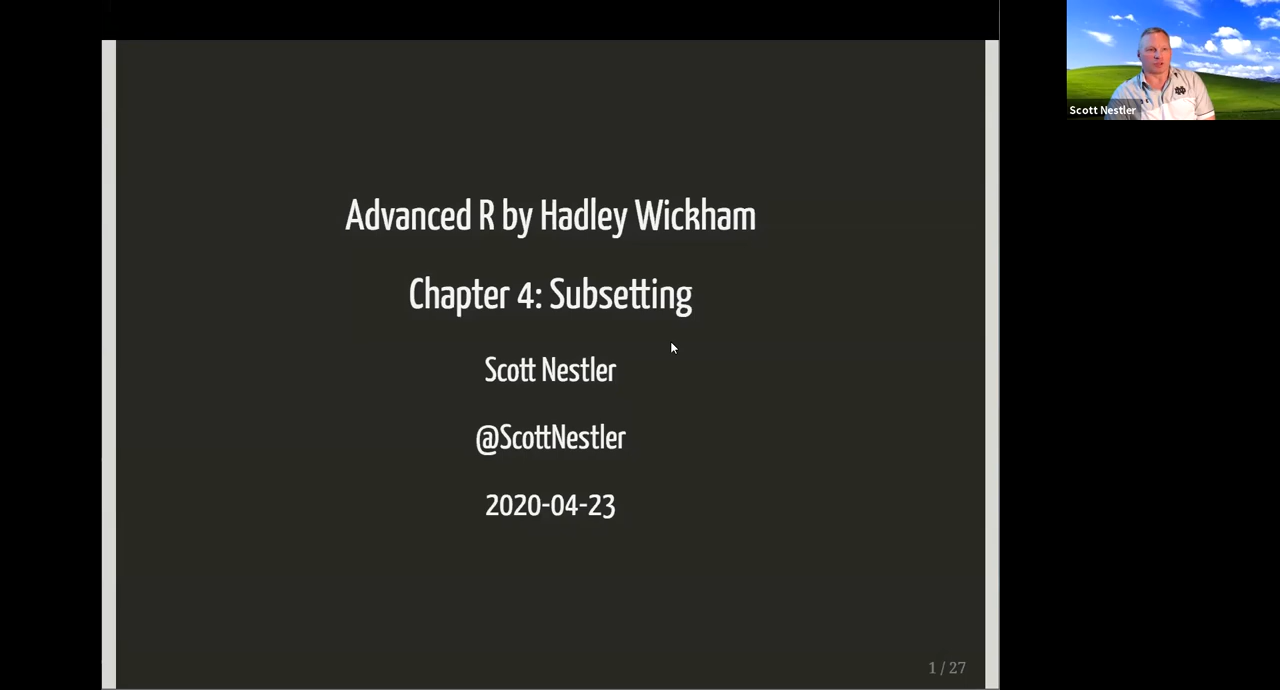 Advanced R by Hadley Wickham
Chapter 4: Subsetting
Scott Nestler
@ScottNestler
2020-04-23
1 / 27
Scott Nestler